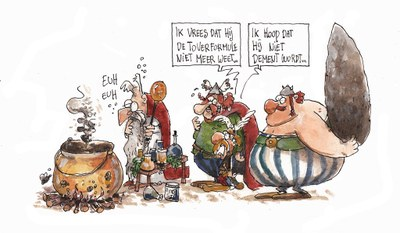 EUH
EUH
IK VREES DAT HIJ
DE TOVERFORMULE
NIET MEER WEET...
IK HOOP DAT
HIJ NIET
DEMENT WORDT...